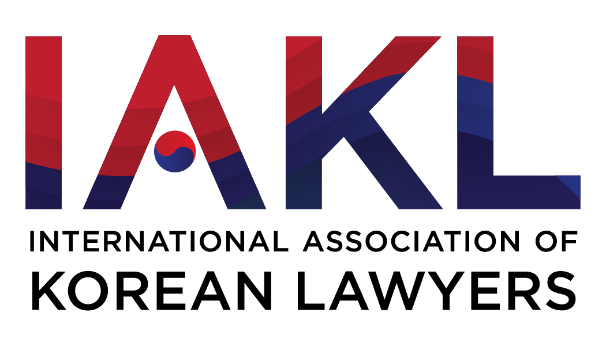 IAKL
INTERNATIONAL ASSOCIATION OF
KOREAN LAWYERS